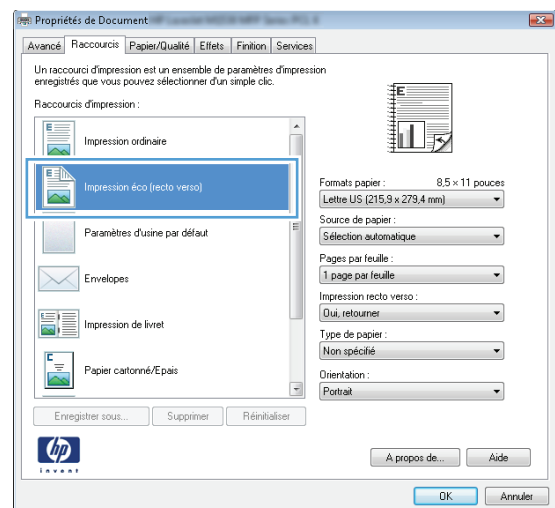 Propriétés de Document
Avancé Raccourcis Papier/Qualité Effets Finition Services
Un raccourci d'impression est un ensemble de paramètres d'impression
enregistrés que vous pouvez sélectionner d'un simple clic.
Raccourcis d'impression :
Impression ordinaire
Impression éco (recto verso)
Paramètres d'usine par défaut
Envelopes
Impression de livret
Papier cartonné/Epais
Enregistrer sous... Supprimer Réinitialiser
E
Formats papier : 8,5 × 11 pouces
Lettre US (215,9 x 279,4 mm)
Source de papier :
Sélection automatique
Pages par feuille :
1 page par feuille
Impression recto verso :
Oui, retourner
Type de papier :
Non spécifié
Orientation :
Portrait
hp
invent
A propos de... Aide
OK Annuler